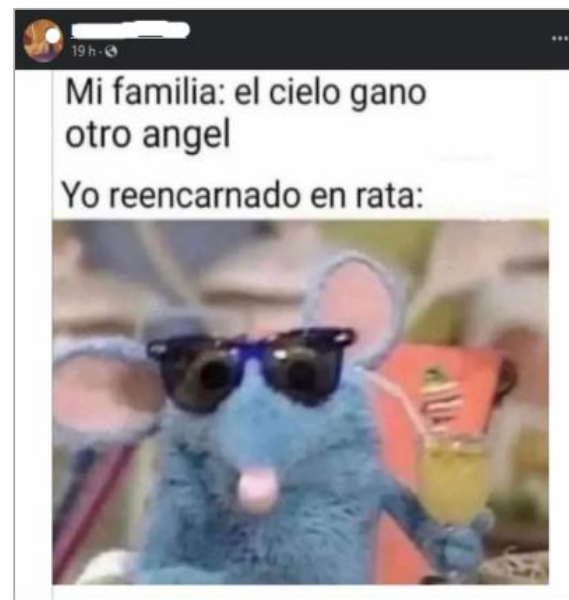 19 h ·
Mi familia: el cielo gano
otro angel
Yo reencarnado en rata: